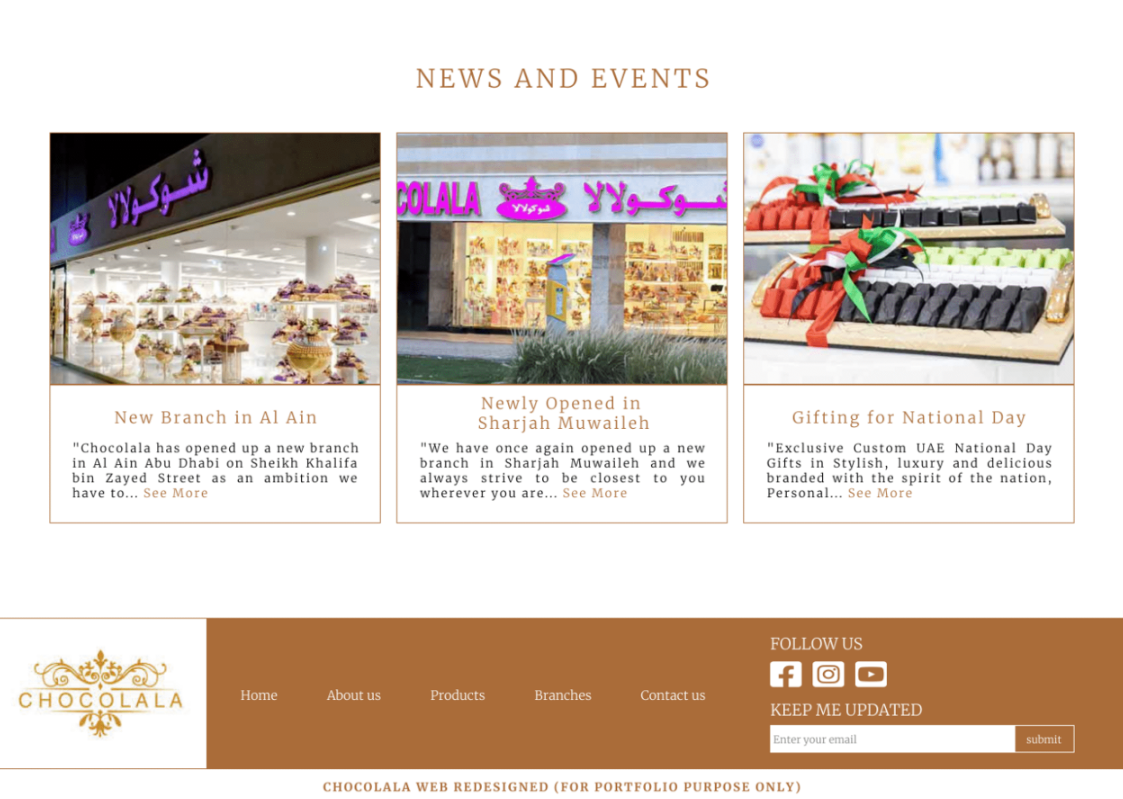 NEWS AND EVENTS
شوكولالا
COLALA
شوكولالا
شوكولالا
New Branch in Al Ain
"Chocolala has opened up a new branch
in Al Ain Abu Dhabi on Sheikh Khalifa
bin Zayed Street as an ambition we
have to... See More
Newly Opened in
Sharjah Muwaileh
"We have once again opened up a new
branch in Sharjah Muwaileh and we
always strive to be closest to you
wherever you are... See More
Gifting for National Day
"Exclusive Custom UAE National Day
Gifts in Stylish, luxury and delicious
branded with the spirit of the nation,
Personal... See More
CHOCOLALA
Home
About us
Products
Branches
Contact us
FOLLOW US
KEEP ME UPDATED
Enter your email
submit
CHOCOLALA WEB REDESIGNED (FOR PORTFOLIO PURPOSE ONLY)